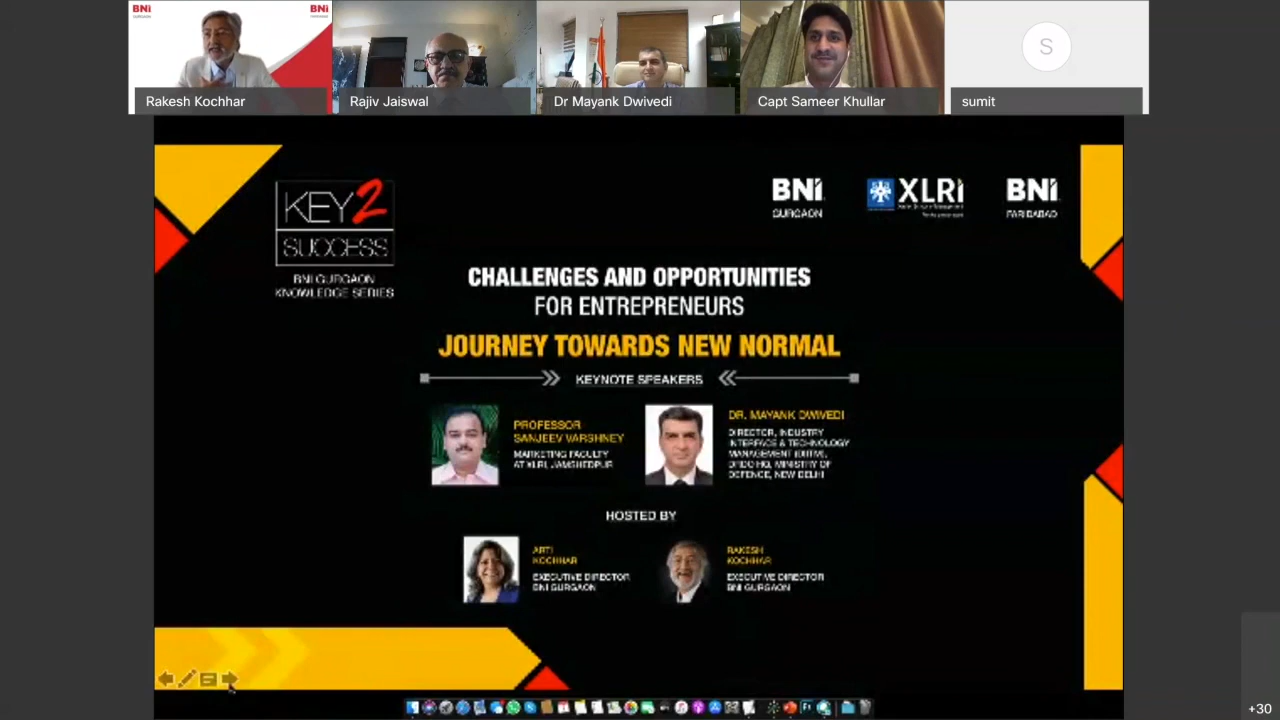 BNI
GURGAON
BNI
Rakesh Kochhar
Rajiv Jaiswal
Dr Mayank Dwivedi
Capt Sameer Khullar
S
sumit
KEY 2
SUCCESS
BNI GURGAON
KNOWLEDGE SERIES
BNI
GURGAON
XLRI
BNI
FARIDABAD
CHALLENGES AND OPPORTUNITIES
FOR ENTREPRENEURS
JOURNEY TOWARDS NEW NORMAL
KEYNOTE SPEAKERS
PROFESSOR
SANJEEV VARSHNEY
MARKETING FACULTY
AT XLRI, JAMSHEDPUR
DR. MAYANK DWIVEDI
DIRECTOR, INDUSTRY
INTERFACE & TECHNOLOGY
MANAGEMENT (DIITM),
DRDO HQ, MINISTRY OF
DEFENCE, NEW DELHI
HOSTED BY
ARTI
KOCHHAR
EXECUTIVE DIRECTOR
BNI GURGAON
RAKESH
KOCHHAR
EXECUTIVE DIRECTOR
BNI GURGAON
+30